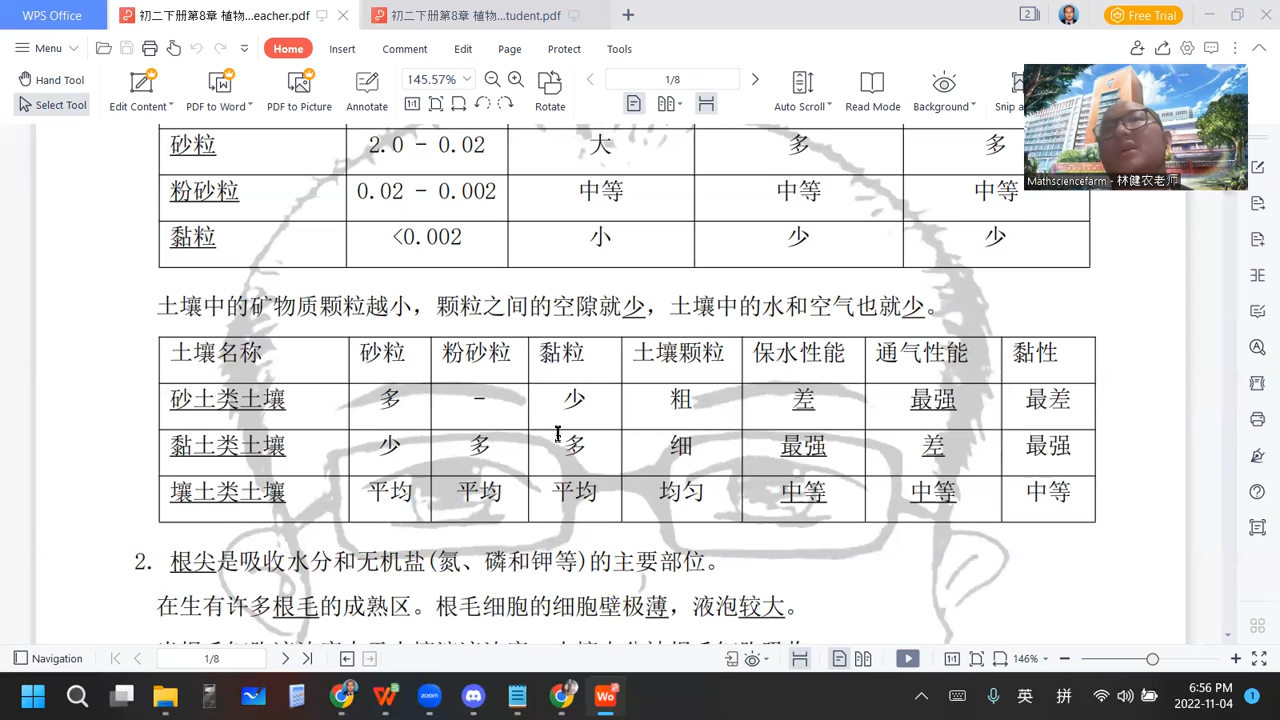 WPS Office
初二下册第8章 植物...eacher.pdf
初二下册第8章 植物...tudent.pdf
2
Free Trial
Menu
Home
Insert
Comment
Edit
Page
Protect
Tools
Hand Tool
Select Tool
Edit Content
PDF to Word
PDF to Picture
Annotate
145.57%
Rotate
1/8
Auto Scroll
Read Mode
Background
Snip a
Mathsciencefarm - 林健农老师
砂粒 2.0 - 0.02 大 多 多
粉砂粒 0.02 - 0.002 中等 中等 中等
黏粒 <0.002 小 少 少
土壤中的矿物质颗粒越小，颗粒之间的空隙就少，土壤中的水和空气也就少。
土壤名称 砂粒 粉砂粒 黏粒 土壤颗粒 保水性能 通气性能 黏性
砂土类土壤 多 - 少 粗 差 最强 最差
黏土类土壤 少 多 多 细 最强 差 最强
壤土类土壤 平均 平均 平均 均匀 中等 中等 中等
2. 根尖是吸收水分和无机盐(氮、磷和钾等)的主要部位。
在生有许多根毛的成熟区。根毛细胞的细胞壁极薄，液泡较大。
Navigation
1/8
146%
英
拼
6:56 PM
2022-11-04